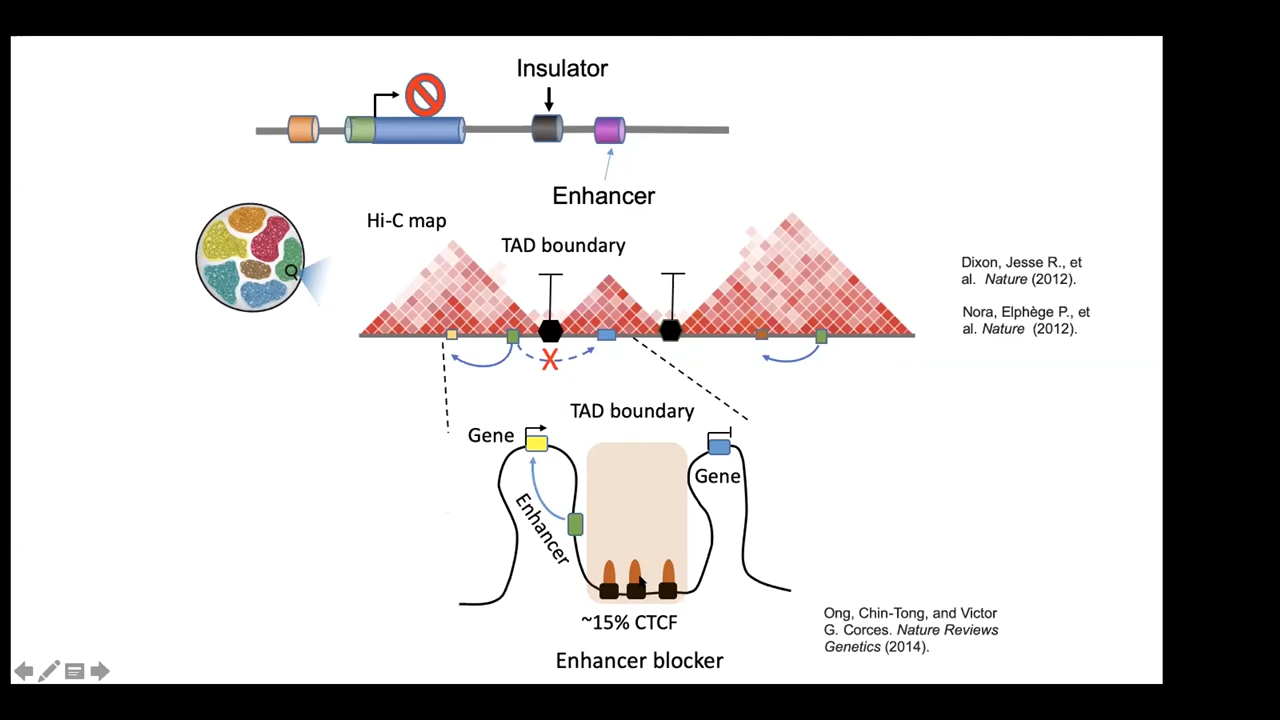 Insulator
Enhancer
Hi-C map
TAD boundary
Dixon, Jesse R., et
al. Nature (2012).
Nora, Elphège P., et
al. Nature (2012).
X
TAD boundary
Gene
Gene
Enhancer
~15% CTCF
Enhancer blocker
Ong, Chin-Tong, and Victor
G. Corces. Nature Reviews
Genetics (2014).